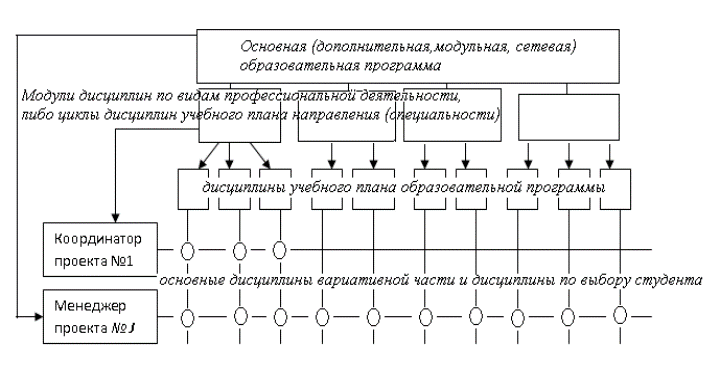 Основная (дополнительная,модульная, сетевая)
образовательная программа
Модули дисциплин по видам профессиональной деятельности,
либо циклы дисциплин учебного плана направления (специальности)
дисциплины учебного плана образовательной программы
Координатор
проекта №1
основные дисциплины вариативной части и дисциплины по выбору студента
Менеджер
проекта №1